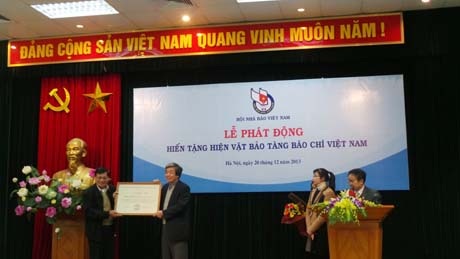 ĐẢNG CỘNG SẢN VIỆT NAM QUANG VINH MUÔN NĂM !
HỘI NHÀ BÁO VIỆT NAM
LỄ PHÁT ĐỘNG
HIẾN TẶNG HIỆN VẬT BẢO TÀNG BÁO CHÍ VIỆT NAM
Hà Nội, ngày 20 tháng 12 năm 2013